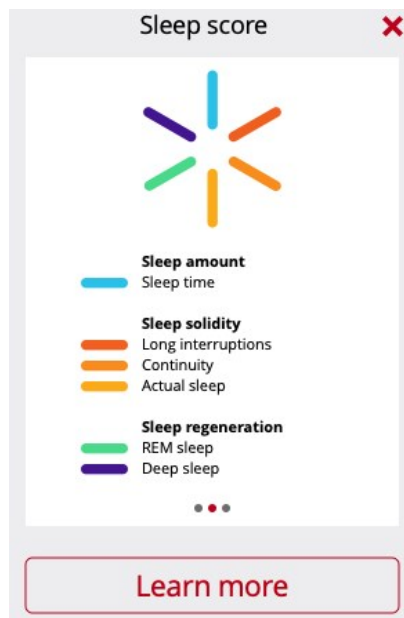 Sleep score
Sleep amount
Sleep time
Sleep solidity
Long interruptions
Continuity
Actual sleep
Sleep regeneration
REM sleep
Deep sleep
Learn more